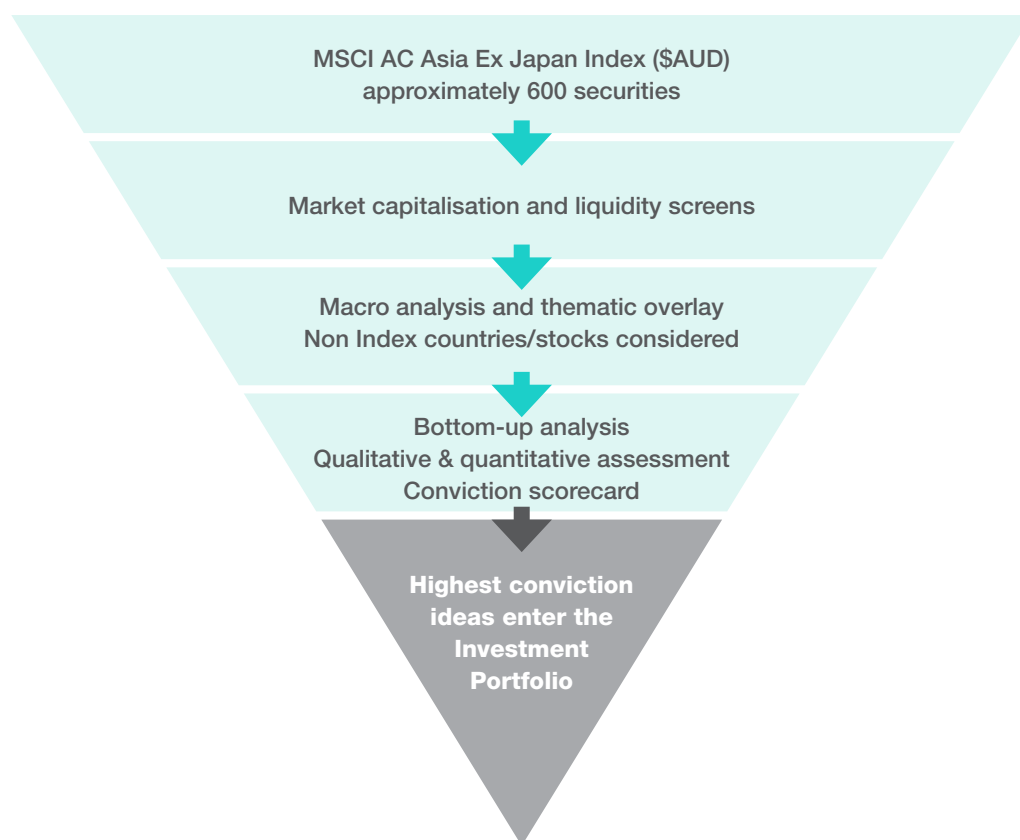 MSCI AC Asia Ex Japan Index ($AUD)
approximately 600 securities
Market capitalisation and liquidity screens
Macro analysis and thematic overlay
Non Index countries/stocks considered
Bottom-up analysis
Qualitative & quantitative assessment
Conviction scorecard
Highest conviction
ideas enter the
Investment
Portfolio